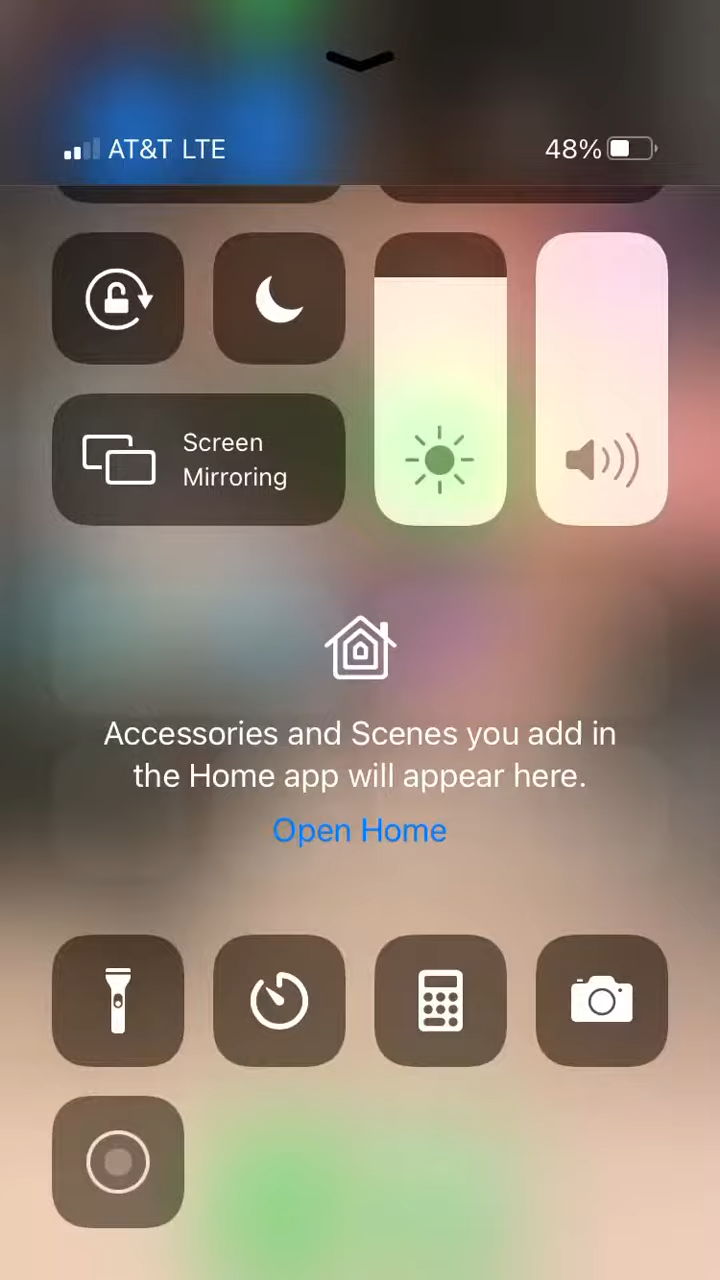 AT&T LTE
48%
Screen
Mirroring
Accessories and Scenes you add in
the Home app will appear here.
Open Home